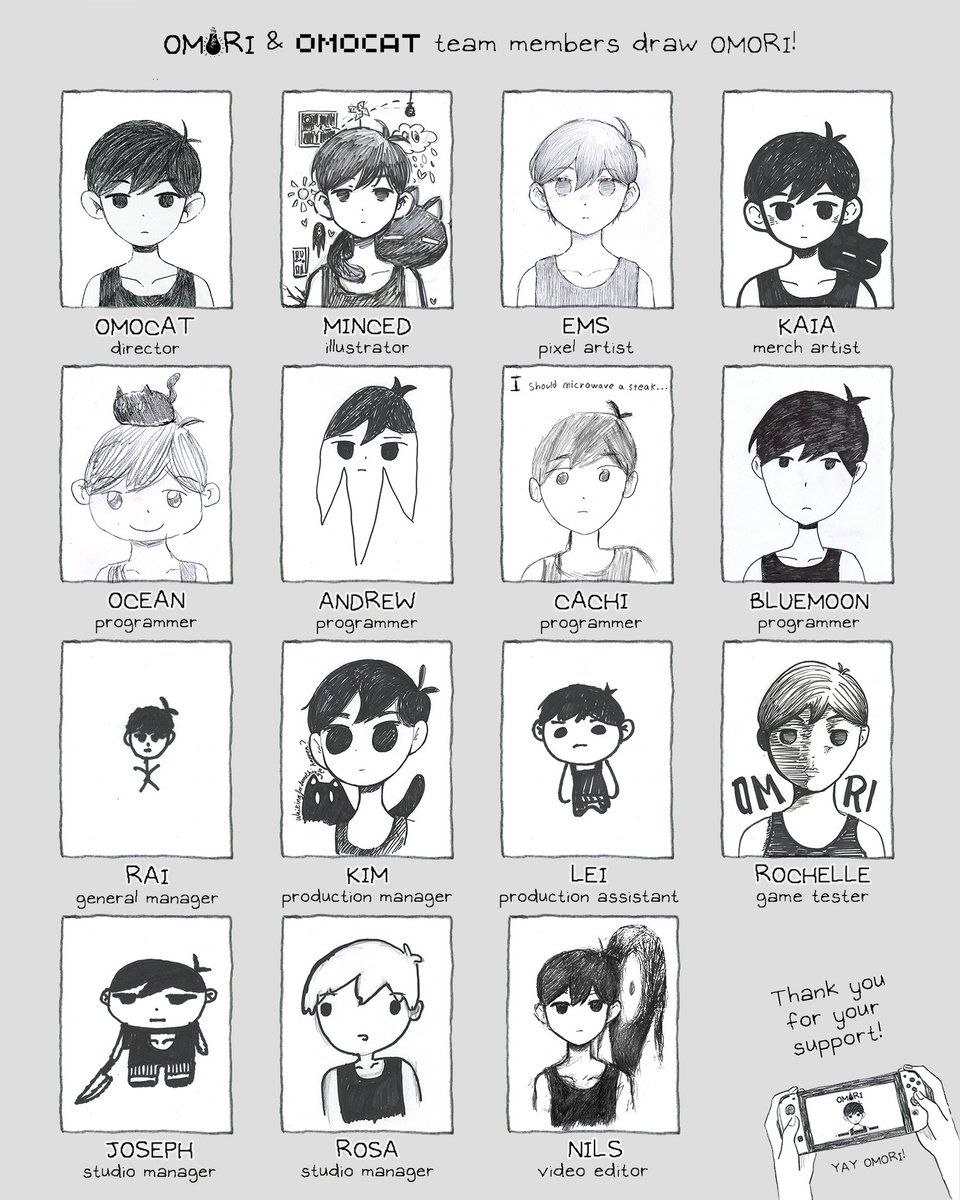 OMORI & OMOCAT team members draw OMORI!
OMOCAT
director
MINCED
illustrator
EMS
pixel artist
KAIA
merch artist
OCEAN
programmer
ANDREW
programmer
I should microwave a steak...
CACHI
programmer
BLUEMOON
programmer
RAI
general manager
KIM
production manager
LEI
production assistant
OMORI
ROCHELLE
game tester
JOSEPH
studio manager
ROSA
studio manager
NILS
video editor
Thank you
for your
support!
OMORI
YAY OMORI!